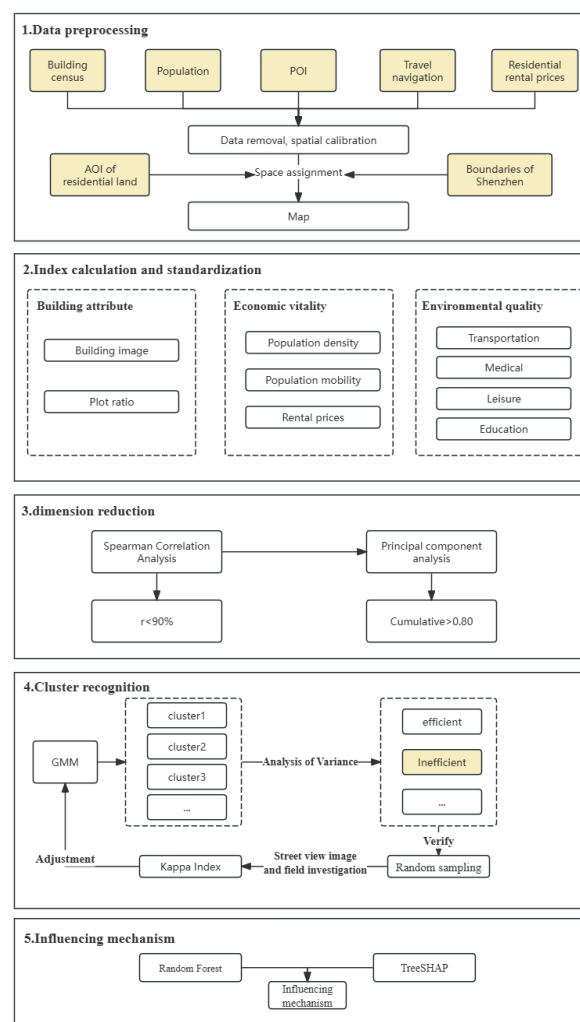 1.Data preprocessing
Building
census
Population
POI
Travel
navigation
Residential
rental prices
Data removal, spatial calibration
AOI of
residential land
Space assignment
Boundaries of
Shenzhen
Map
2.Index calculation and standardization
Building attribute
Building image
Plot ratio
Economic vitality
Population density
Population mobility
Rental prices
Environmental quality
Transportation
Medical
Leisure
Education
3.dimension reduction
Spearman Correlation
Analysis
Principal component
analysis
r<90%
Cumulative>0.80
4.Cluster recognition
GMM
cluster1
cluster2
cluster3
...
Analysis of Variance
efficient
Inefficient
...
Verify
Random sampling
Street view image
and field investigation
Kappa Index
Adjustment
5.Influencing mechanism
Random Forest
TreeSHAP
Influencing
mechanism